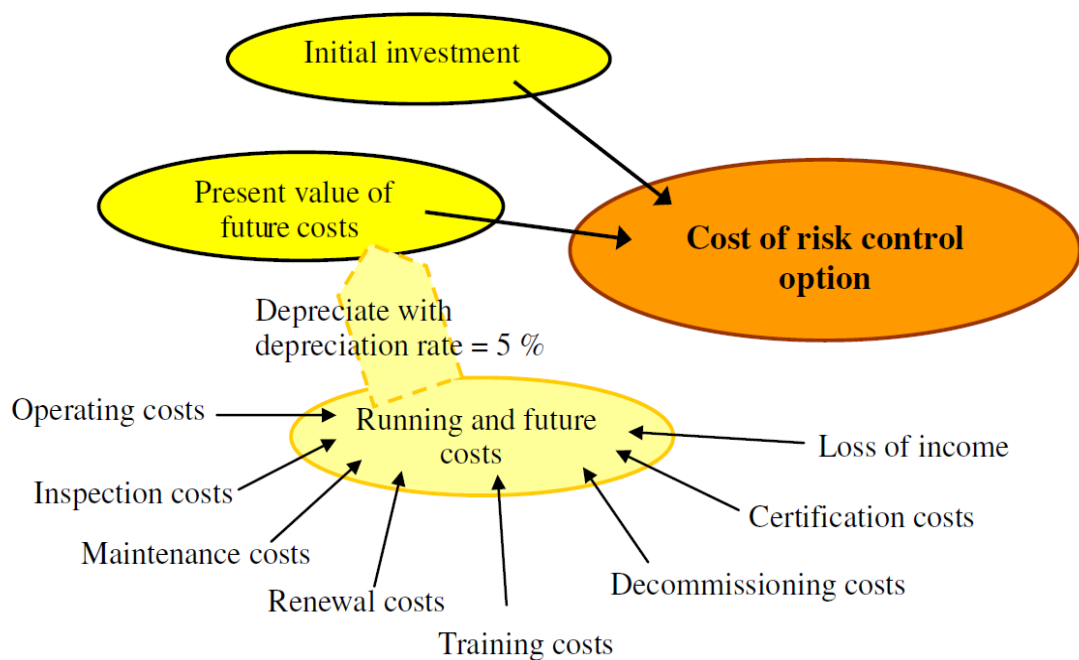 Initial investment
Present value of
future costs
Cost of risk control
option
Depreciate with
depreciation rate = 5 %
Operating costs
Running and future
costs
Loss of income
Inspection costs
Certification costs
Maintenance costs
Decommissioning costs
Renewal costs
Training costs